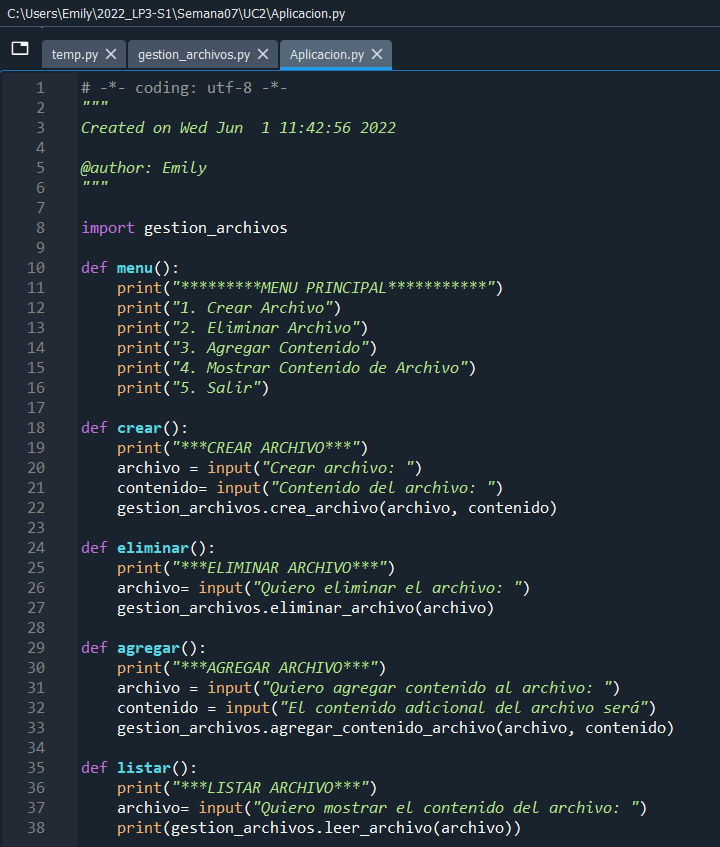 C:\Users\Emily\2022_LP3-S1\Semana07\UC2\Aplicacion.py
temp.py gestion_archivos.py Aplicacion.py
1 # -*- coding: utf-8 -*-
2 """
3 Created on Wed Jun  1 11:42:56 2022
4
5 @author: Emily
6 """
7
8 import gestion_archivos
9
10 def menu():
11     print("*********MENU PRINCIPAL***********")
12     print("1. Crear Archivo")
13     print("2. Eliminar Archivo")
14     print("3. Agregar Contenido")
15     print("4. Mostrar Contenido de Archivo")
16     print("5. Salir")
17
18 def crear():
19     print("***CREAR ARCHIVO***")
20     archivo = input("Crear archivo: ")
21     contenido= input("Contenido del archivo: ")
22     gestion_archivos.crea_archivo(archivo, contenido)
23
24 def eliminar():
25     print("***ELIMINAR ARCHIVO***")
26     archivo= input("Quiero eliminar el archivo: ")
27     gestion_archivos.eliminar_archivo(archivo)
28
29 def agregar():
30     print("***AGREGAR ARCHIVO***")
31     archivo = input("Quiero agregar contenido al archivo: ")
32     contenido = input("El contenido adicional del archivo será")
33     gestion_archivos.agregar_contenido_archivo(archivo, contenido)
34
35 def listar():
36     print("***LISTAR ARCHIVO***")
37     archivo= input("Quiero mostrar el contenido del archivo: ")
38     print(gestion_archivos.leer_archivo(archivo))